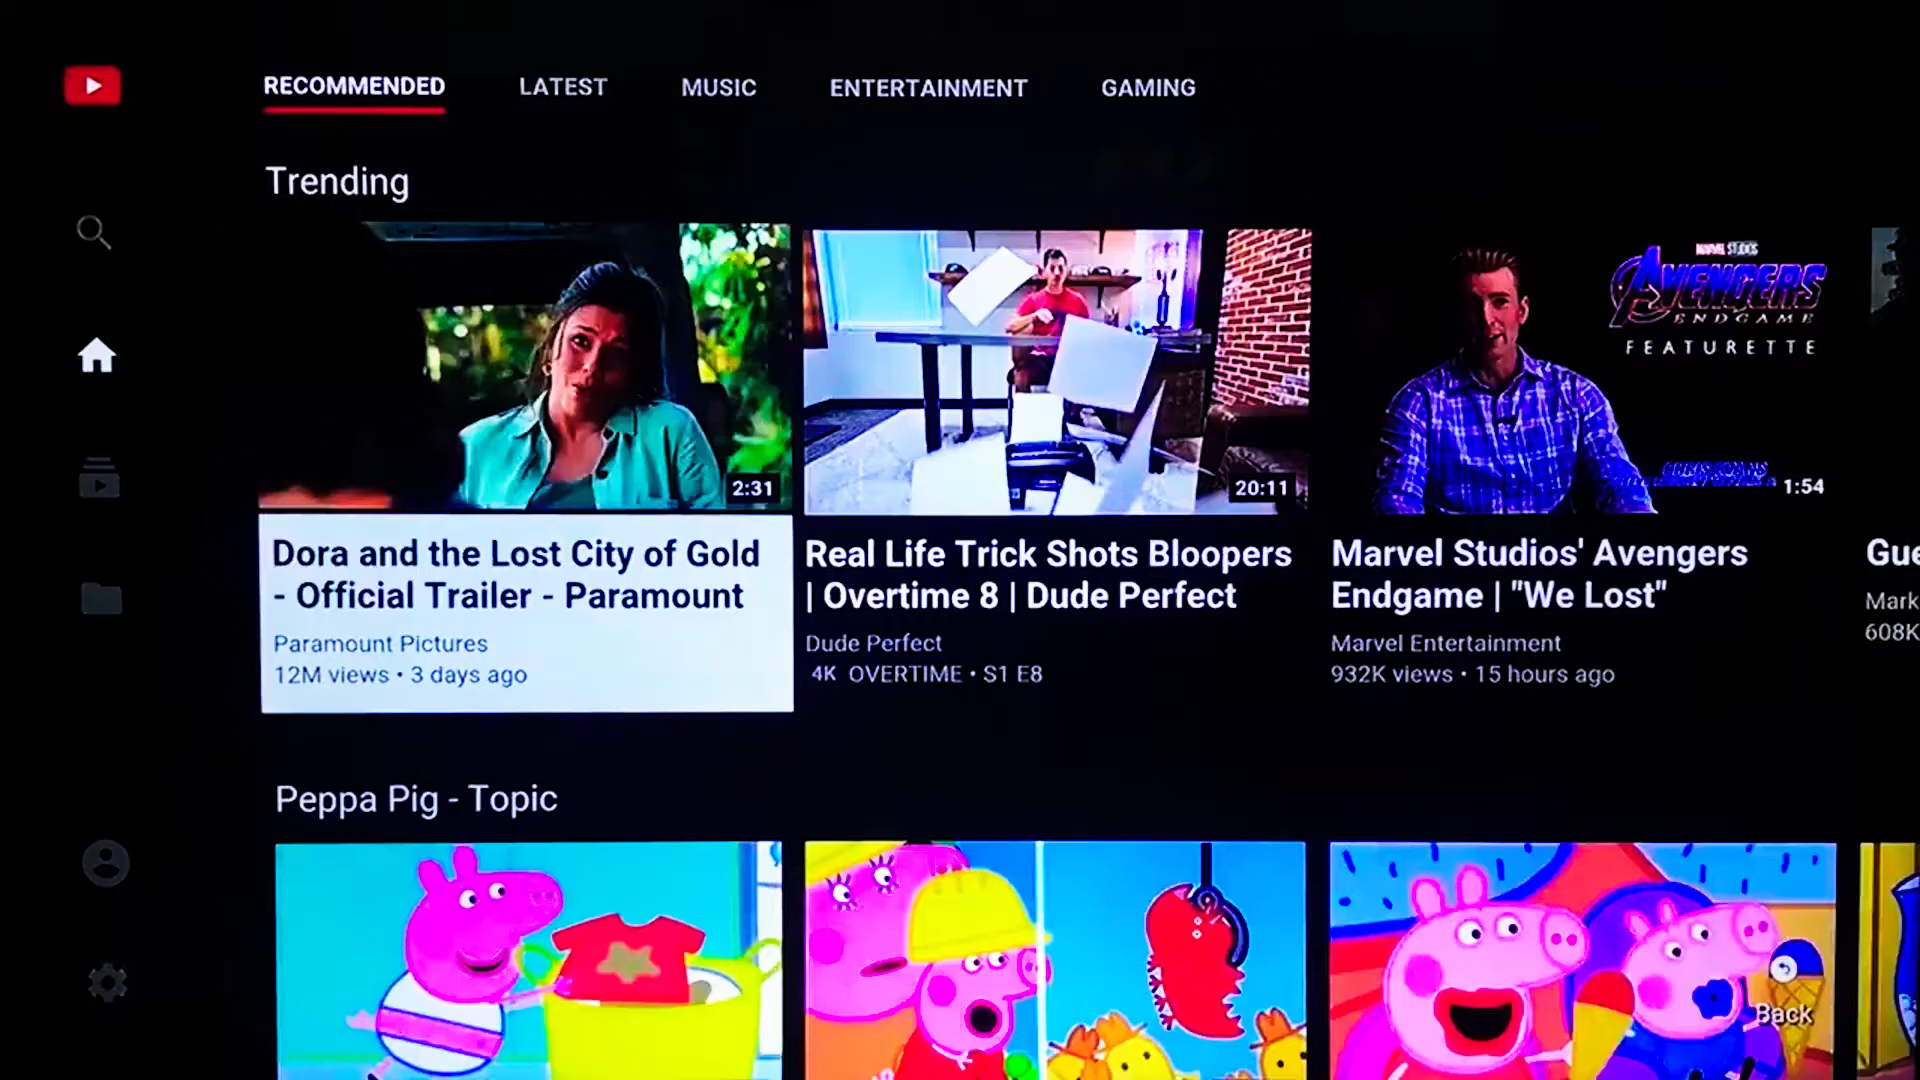 RECOMMENDED LATEST MUSIC ENTERTAINMENT GAMING
Trending
MARVEL STUDIOS
AVENGERS
ENDGAME
FEATURETTE
2:31
20:11
1:54
Dora and the Lost City of Gold
- Official Trailer - Paramount
Paramount Pictures
12M views • 3 days ago
Real Life Trick Shots Bloopers
| Overtime 8 | Dude Perfect
Dude Perfect
4K OVERTIME • S1 E8
Marvel Studios' Avengers
Endgame | "We Lost"
Marvel Entertainment
932K views • 15 hours ago
Gue
Mark
608K
Peppa Pig - Topic
Back